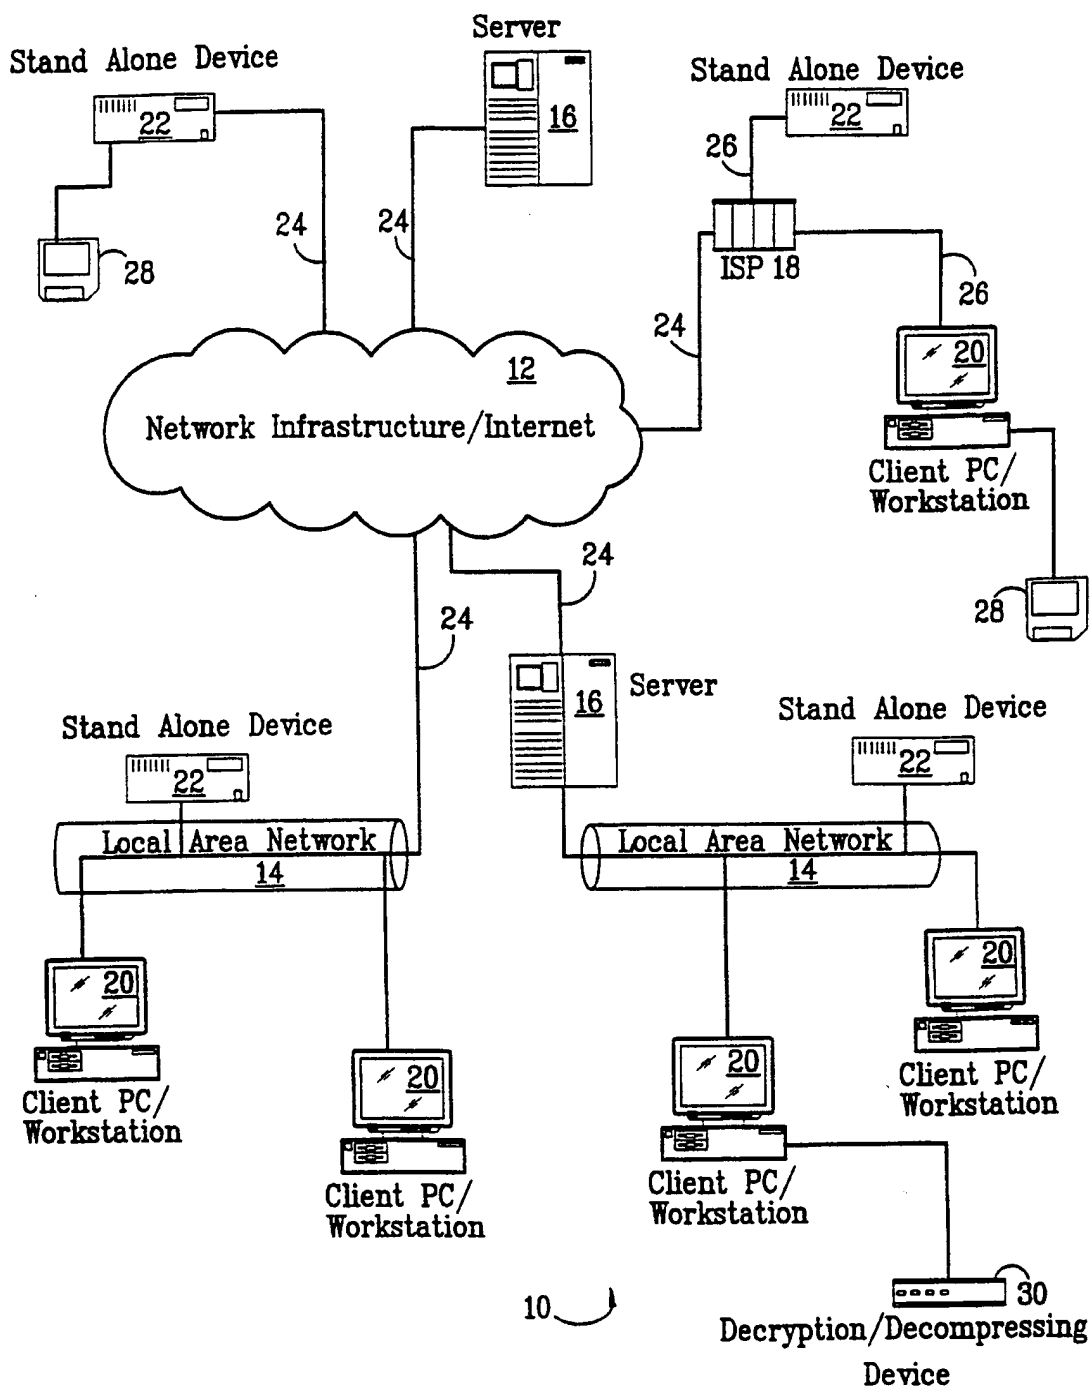 Server
Stand Alone Device
Stand Alone Device
22
16
22
26
24
24
28
ISP 18
26
24
12
20
Network Infrastructure/Internet
Client PC/
Workstation
24
28
24
16
Server
Stand Alone Device
Stand Alone Device
22
22
Local Area Network
14
Local Area Network
14
20
20
Client PC/
Workstation
20
20
Client PC/
Workstation
Client PC/
Workstation
Client PC/
Workstation
10
30
Decryption/Decompressing
Device